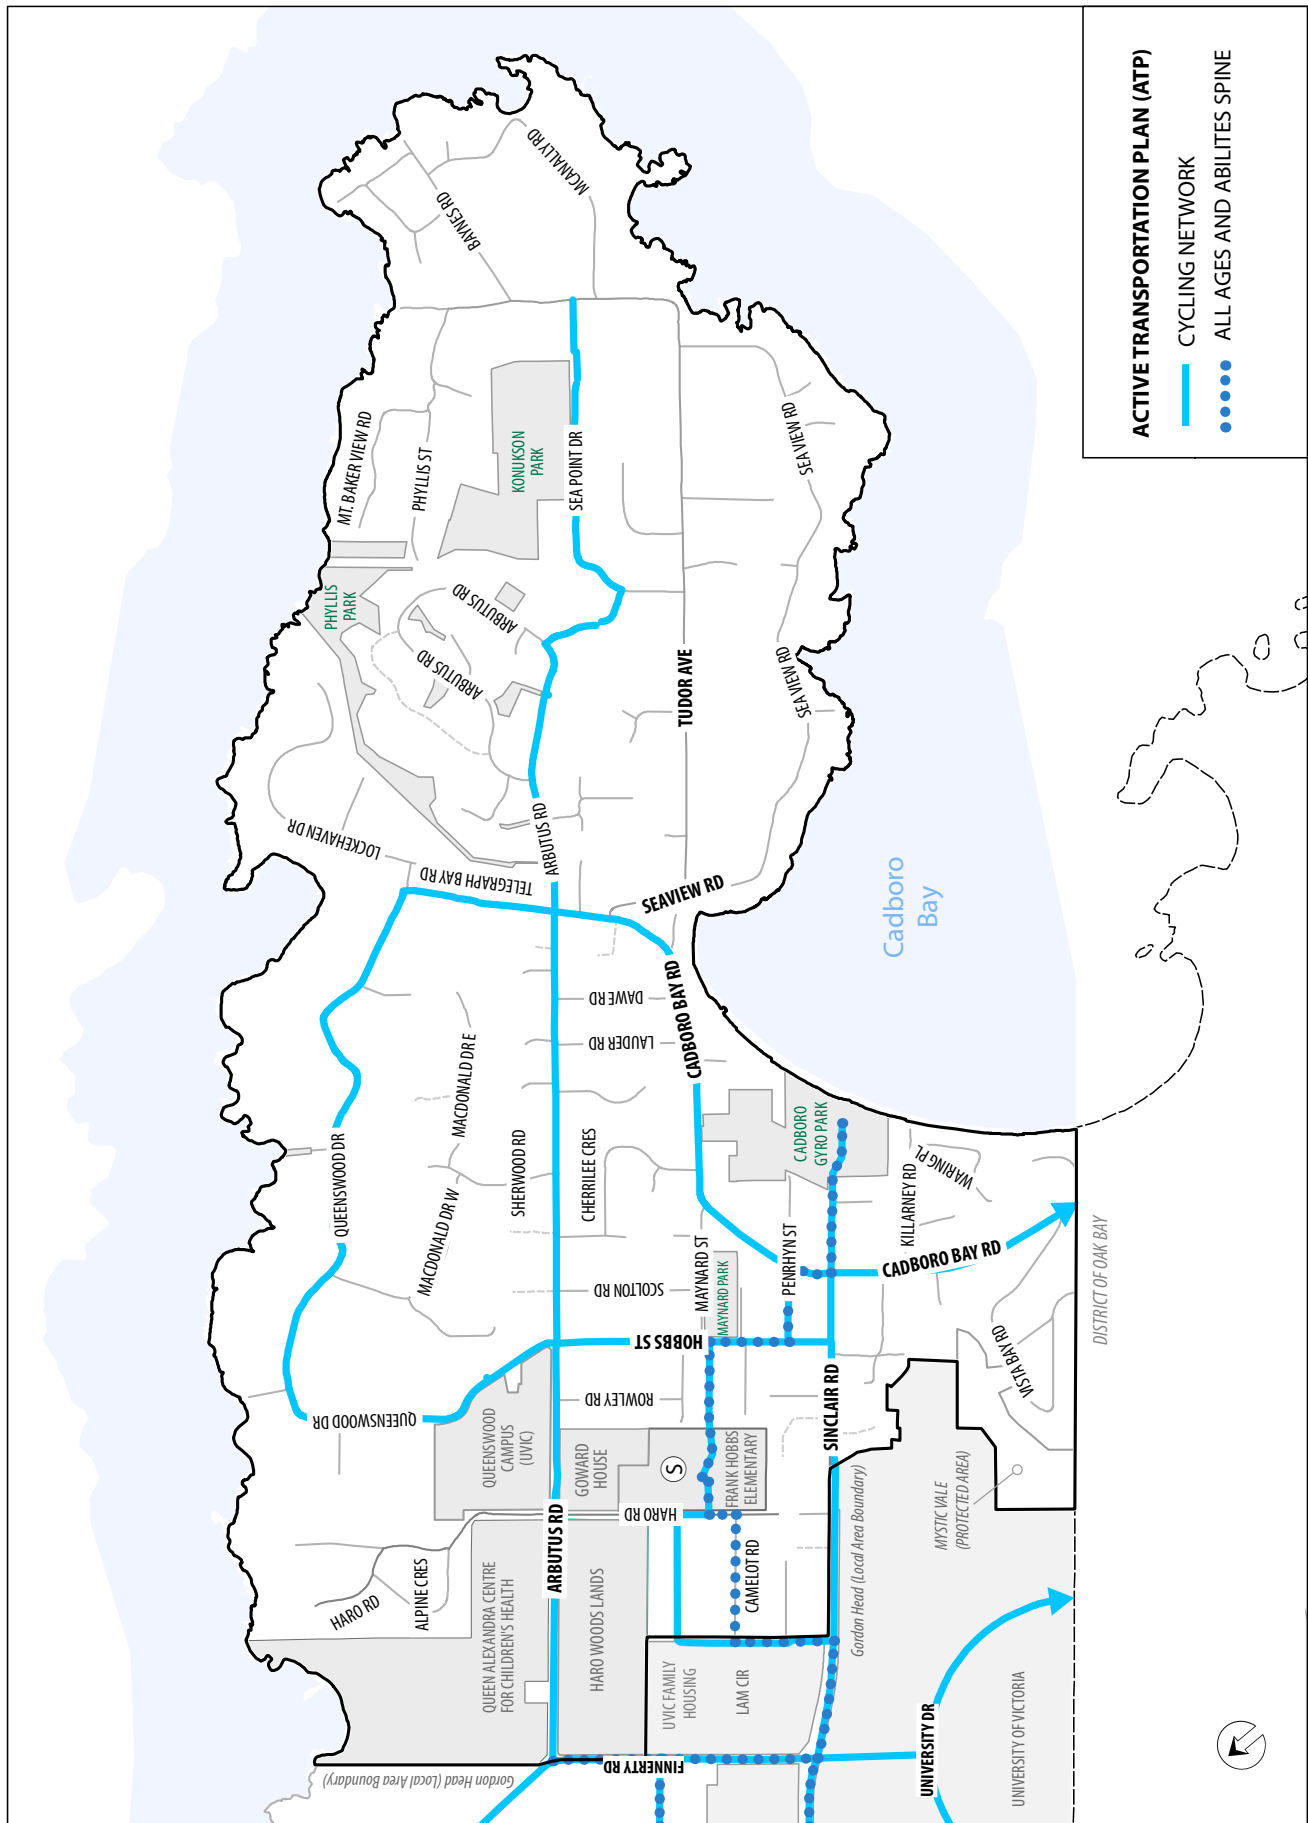 ACTIVE TRANSPORTATION PLAN (ATP)
CYCLING NETWORK
ALL AGES AND ABILITES SPINE
MCANALLY RD
BAYNES RD
MT. BAKER VIEW RD
PHYLLIS ST
KONUKSON
PARK
SEA POINT DR
SEA VIEW RD
PHYLLIS
PARK
ARBUTUS RD
ARBUTUS RD
TUDOR AVE
SEA VIEW RD
LOCKEHAVEN DR
TELEGRAPH BAY RD
ARBUTUS RD
SEAVIEW RD
Cadboro
Bay
CADBORO BAY RD
DAWE RD
LAUDER RD
MACDONALD DR E
QUEENSWOOD DR
SHERWOOD RD
CHERRILEE CRES
MACDONALD DR W
CADBORO
GYRO PARK
WARING PL
KILLARNEY RD
MAYNARD ST
MAYNARD PARK
PENRHYN ST
CADBORO BAY RD
DISTRICT OF OAK BAY
SCOLTON RD
HOBBS ST
VISTA BAY RD
SINCLAIR RD
ROWLEY RD
QUEENSWOOD DR
QUEENSWOOD
CAMPUS
(UVIC)
GOWARD
HOUSE
S
FRANK HOBBS
ELEMENTARY
HARO RD
ARBUTUS RD
CAMELOT RD
Gordon Head (Local Area Boundary)
MYSTIC VALE
(PROTECTED AREA)
HARO RD
ALPINE CRES
QUEEN ALEXANDRA CENTRE
FOR CHILDREN'S HEALTH
HARO WOODS LANDS
UVIC FAMILY
HOUSING
LAM CIR
FINNERTY RD
UNIVERSITY DR
UNIVERSITY OF VICTORIA
Gordon Head (Local Area Boundary)